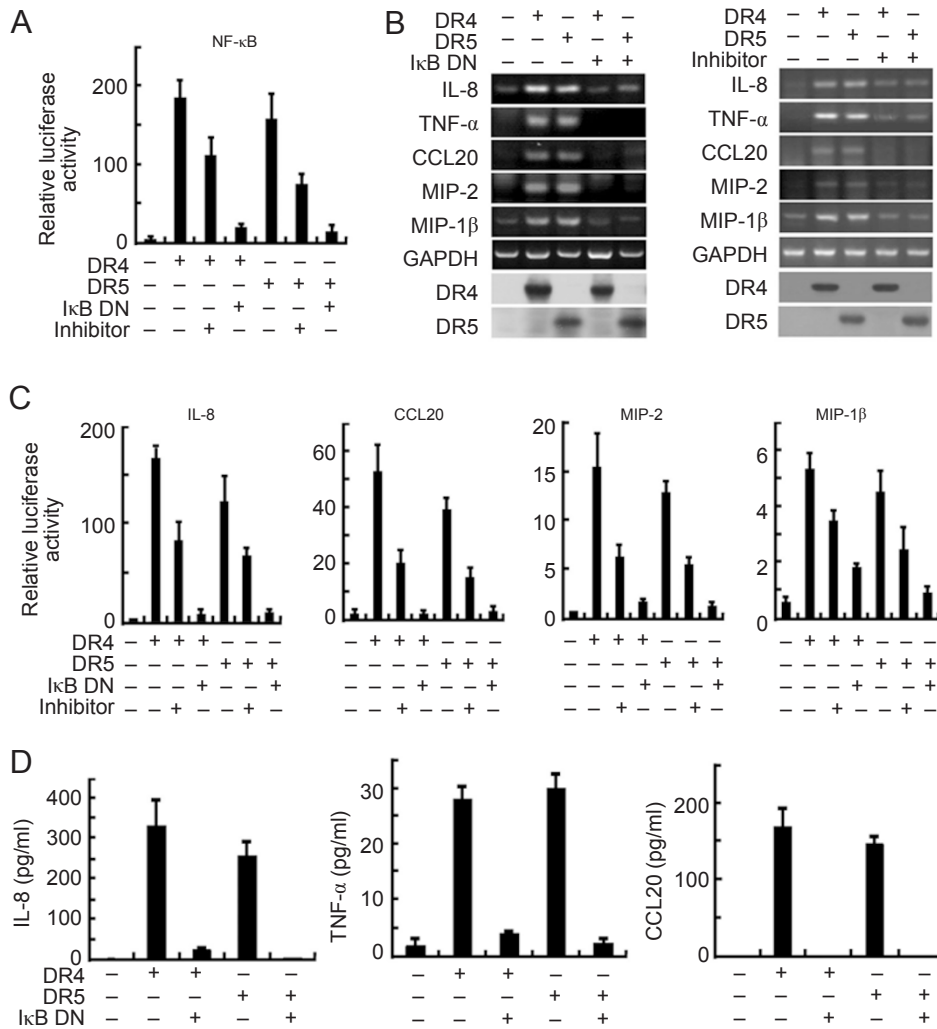 A
NF-κB
Relative luciferase
activity
200
100
0
DR4 – + + + – – –
DR5 – – – – + + +
IκB DN – – – + – – +
Inhibitor – – + – – + –
B
DR4 – + – + –
DR5 – – + – +
IκB DN – – – + +
IL-8
TNF-α
CCL20
MIP-2
MIP-1β
GAPDH
DR4
DR5
DR4 – + – + –
DR5 – – + – +
Inhibitor – – – + +
IL-8
TNF-α
CCL20
MIP-2
MIP-1β
GAPDH
DR4
DR5
C
Relative luciferase
activity
IL-8
200
100
0
CCL20
60
40
20
0
MIP-2
20
15
10
5
0
MIP-1β
6
4
2
0
DR4 – + + + – – – – + + + – – – – + + + – – – – + + + – – –
DR5 – – – – + + + – – – – + + + – – – – + + + – – – – + + +
IκB DN – – – + – – + – – – + – – + – – – + – – + – – – + – – +
Inhibitor – – + – – + – – – + – – + – – – + – – + – – – + – – + –
D
IL-8 (pg/ml)
400
300
200
100
0
TNF-α (pg/ml)
30
20
10
0
CCL20 (pg/ml)
200
150
100
0
DR4 – + + – – – + + – – – + + – –
DR5 – – – + + – – – + + – – – + +
IκB DN – – + – + – – + – + – – + – +